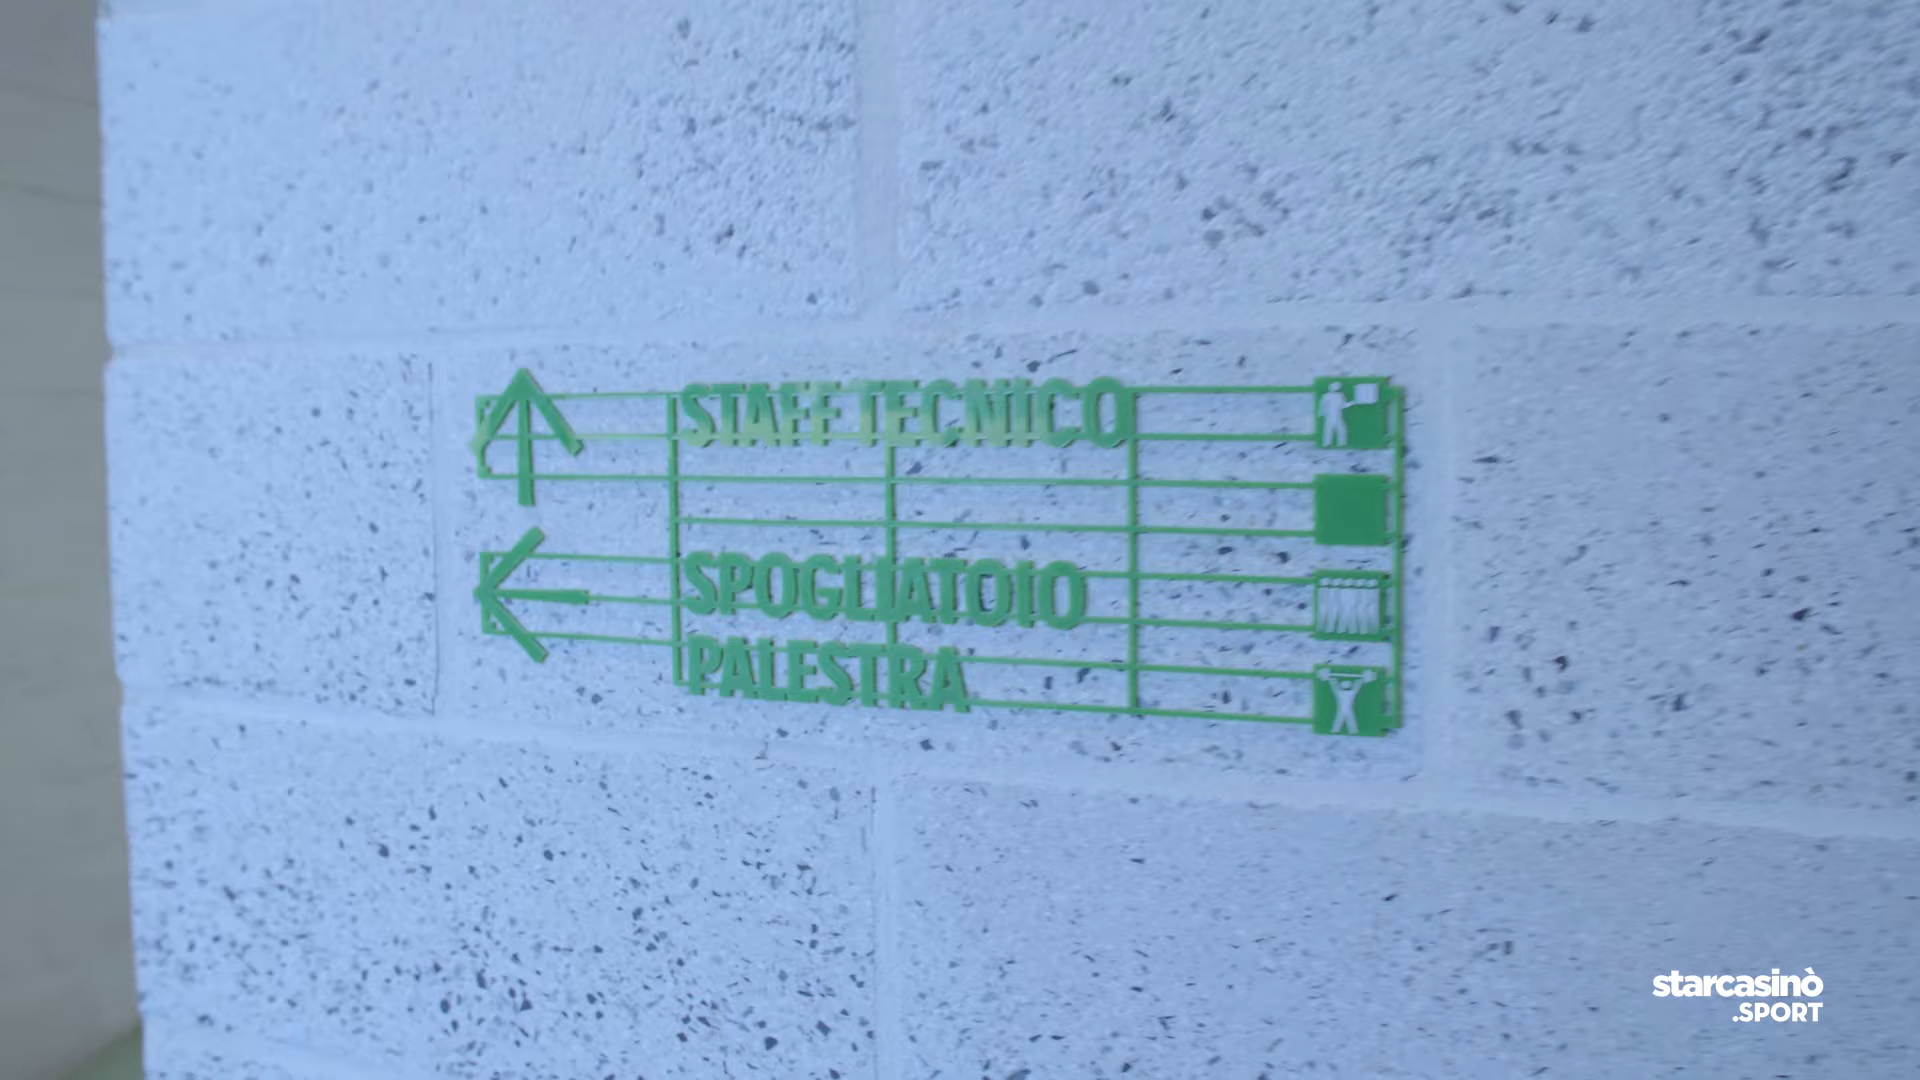 STAFF TECNICO
SPOGLIATOIO
PALESTRA
starcasinò
.SPORT